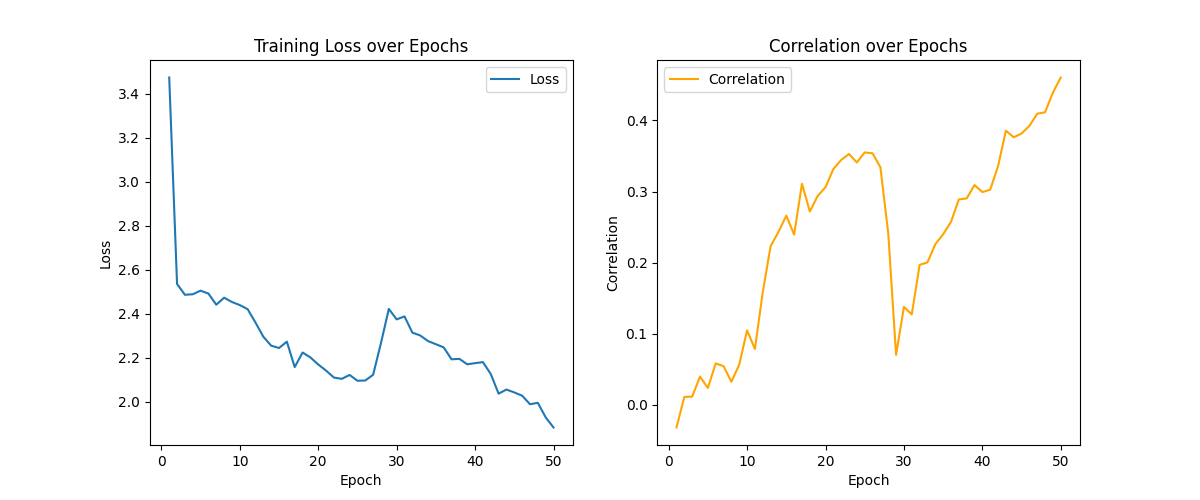 Training Loss over Epochs
Loss
3.4
3.2
3.0
2.8
2.6
2.4
2.2
2.0
Loss
0 10 20 30 40 50
Epoch
Correlation over Epochs
Correlation
0.4
0.3
0.2
0.1
0.0
Correlation
0 10 20 30 40 50
Epoch